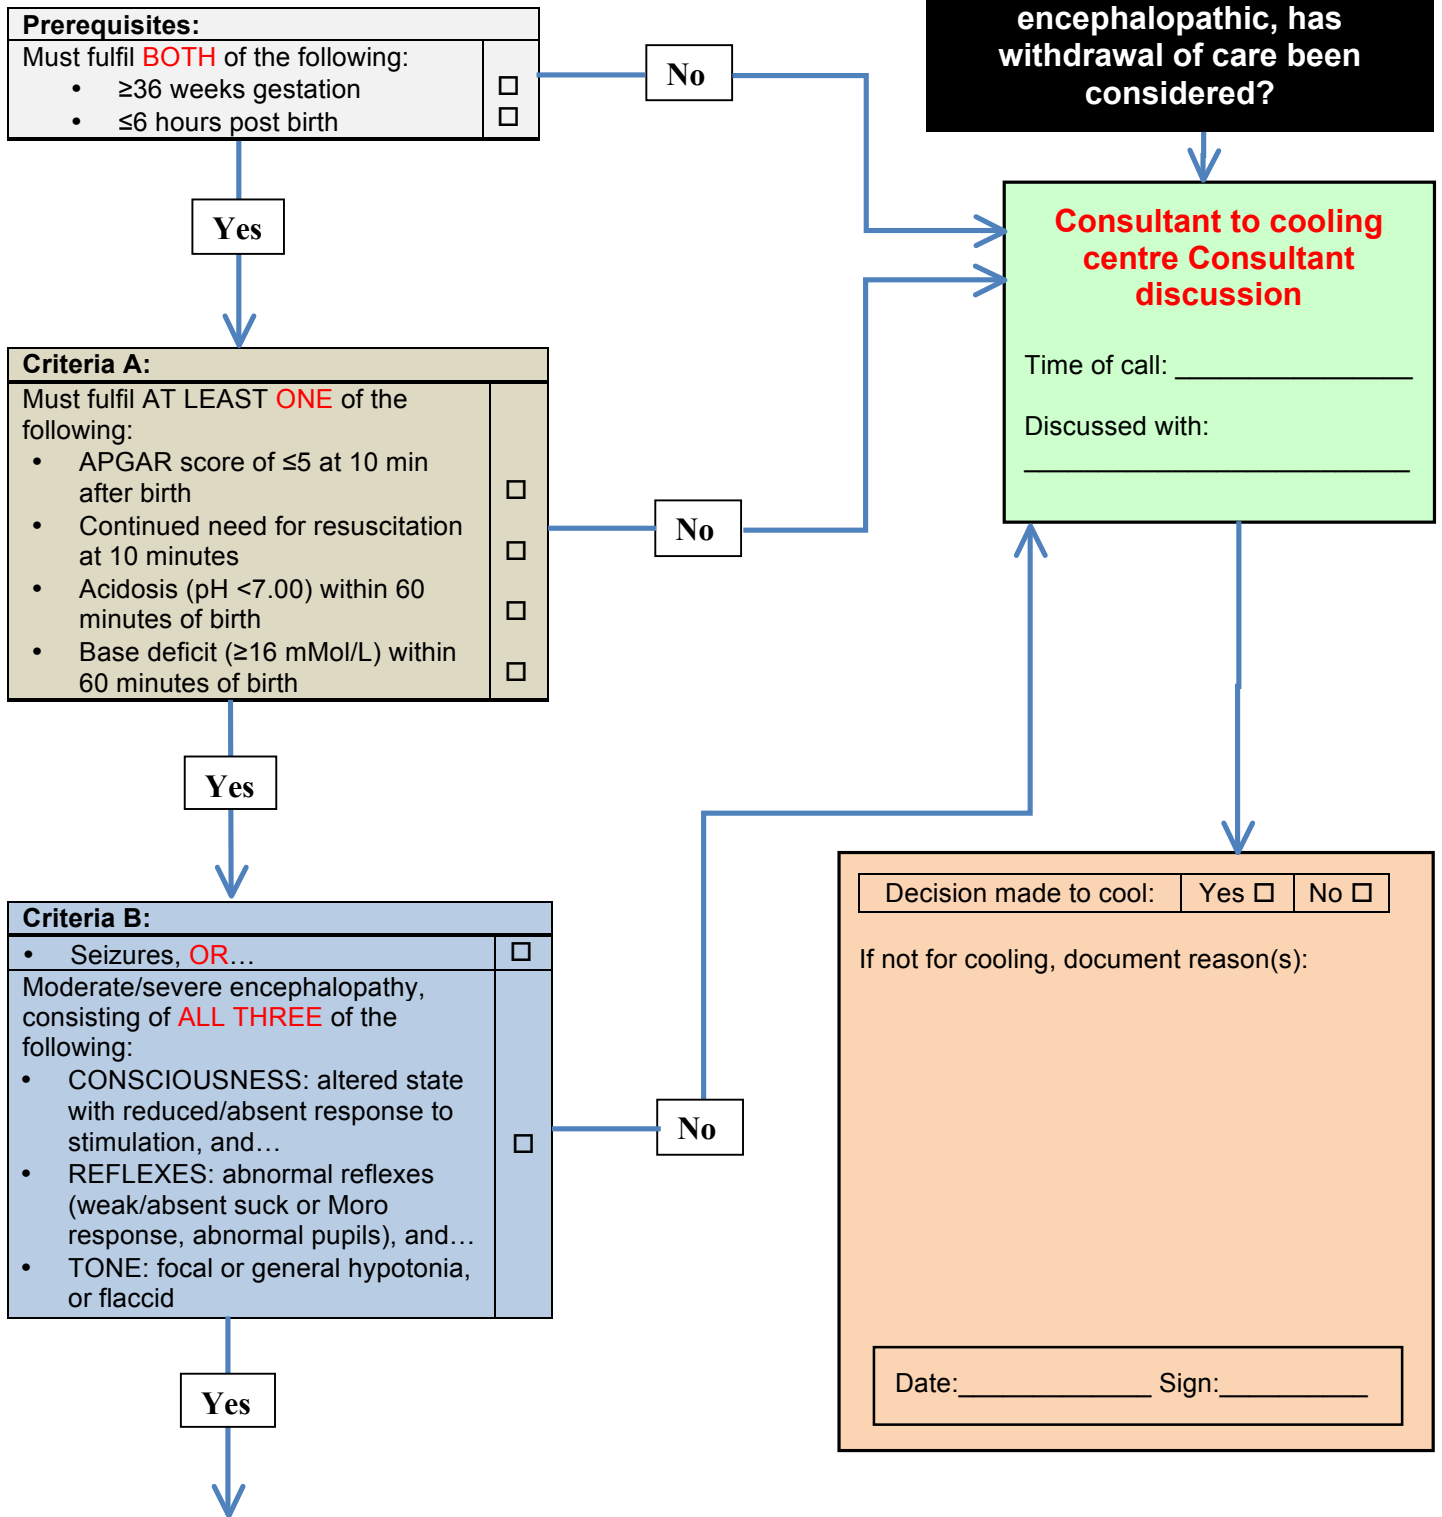 Prerequisites:
Must fulfil BOTH of the following:
• ≥36 weeks gestation
• ≤6 hours post birth
No
encephalopathic, has
withdrawal of care been
considered?
Yes
Consultant to cooling
centre Consultant
discussion
Time of call: ________________
Discussed with:
__________________________
Criteria A:
Must fulfil AT LEAST ONE of the
following:
• APGAR score of ≤5 at 10 min
after birth
• Continued need for resuscitation
at 10 minutes
• Acidosis (pH <7.00) within 60
minutes of birth
• Base deficit (≥16 mMol/L) within
60 minutes of birth
No
Yes
Criteria B:
• Seizures, OR…
Moderate/severe encephalopathy,
consisting of ALL THREE of the
following:
• CONSCIOUSNESS: altered state
with reduced/absent response to
stimulation, and…
• REFLEXES: abnormal reflexes
(weak/absent suck or Moro
response, abnormal pupils), and…
• TONE: focal or general hypotonia,
or flaccid
No
Yes
Decision made to cool: Yes ☐ No ☐
If not for cooling, document reason(s):
Date:_____________ Sign:__________